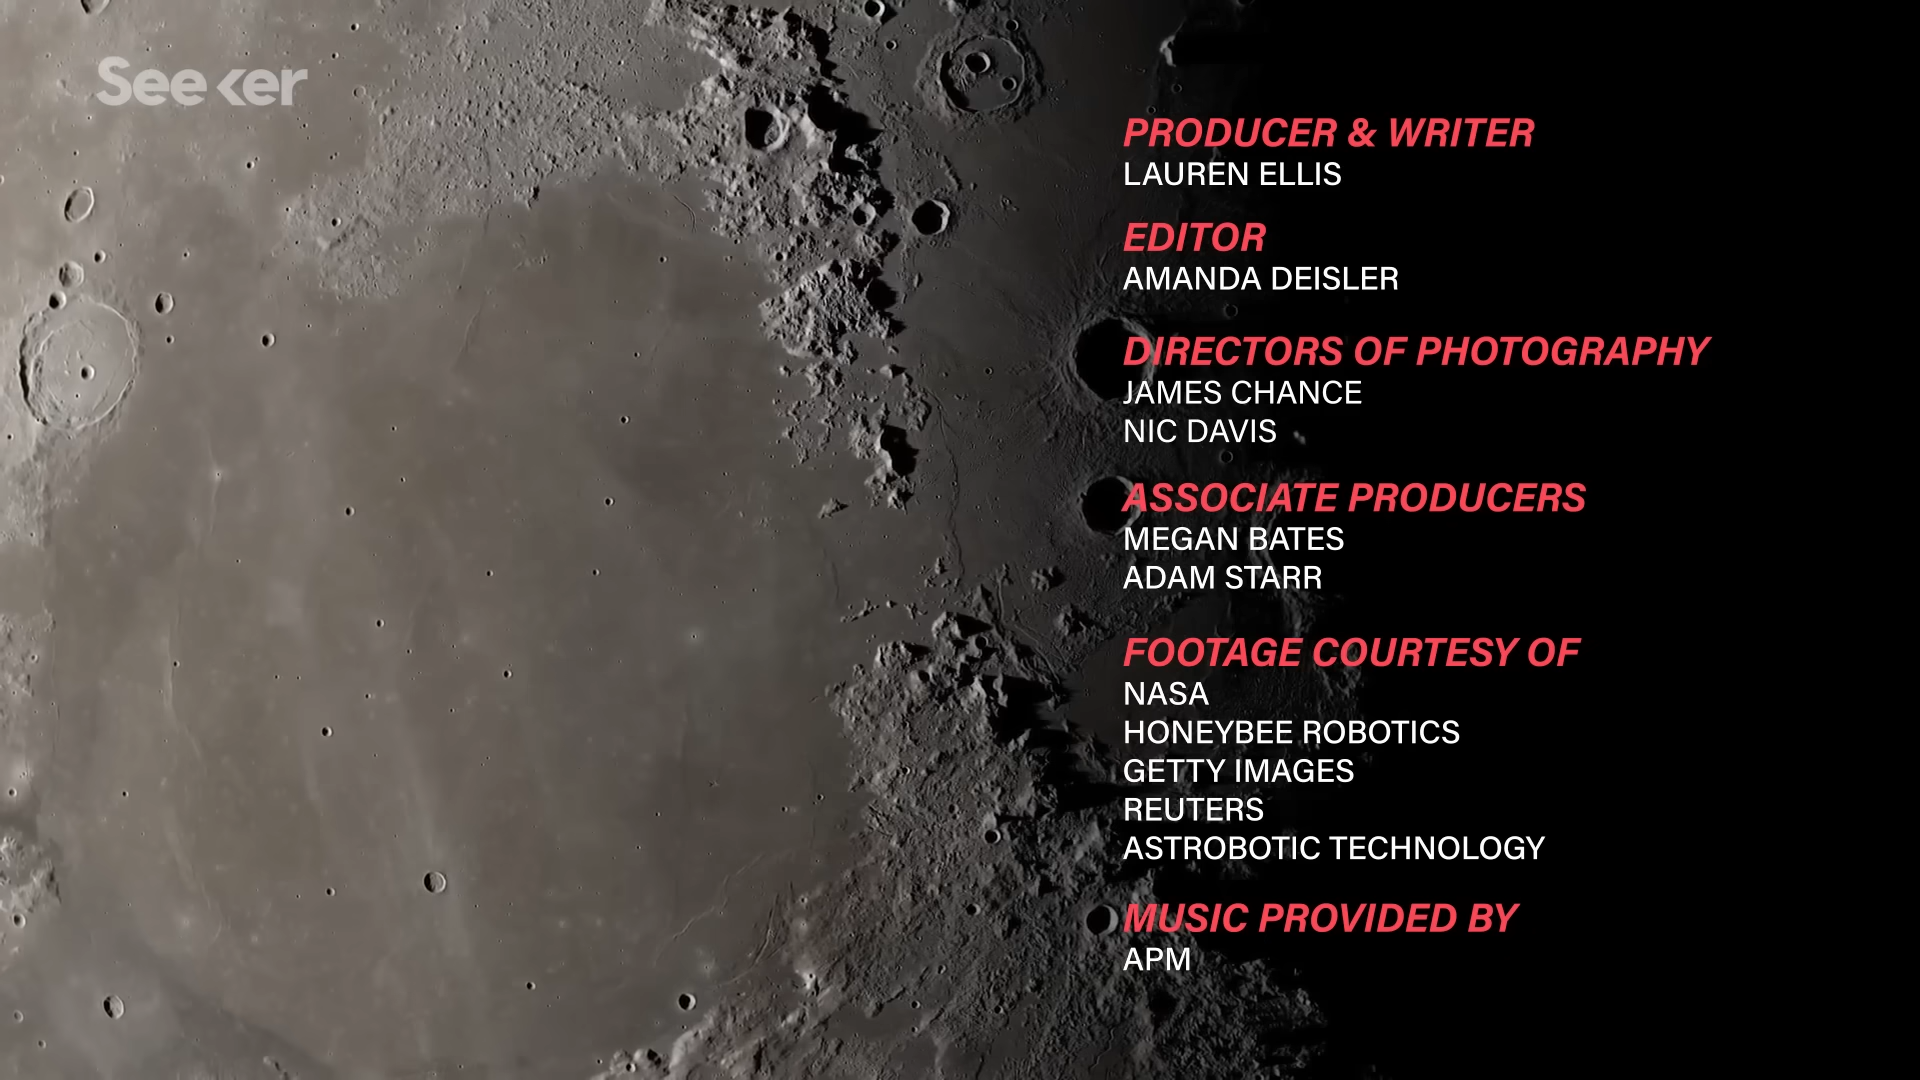 Seeker
PRODUCER & WRITER
LAUREN ELLIS
EDITOR
AMANDA DEISLER
DIRECTORS OF PHOTOGRAPHY
JAMES CHANCE
NIC DAVIS
ASSOCIATE PRODUCERS
MEGAN BATES
ADAM STARR
FOOTAGE COURTESY OF
NASA
HONEYBEE ROBOTICS
GETTY IMAGES
REUTERS
ASTROBOTIC TECHNOLOGY
MUSIC PROVIDED BY
APM